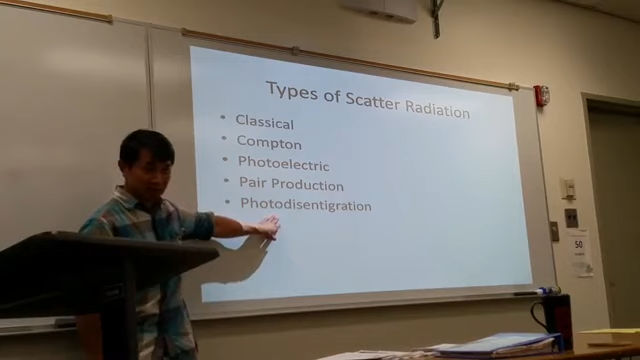 Types of Scatter Radiation
• Classical
• Compton
• Photoelectric
• Pair Production
• Photodisentigration
50